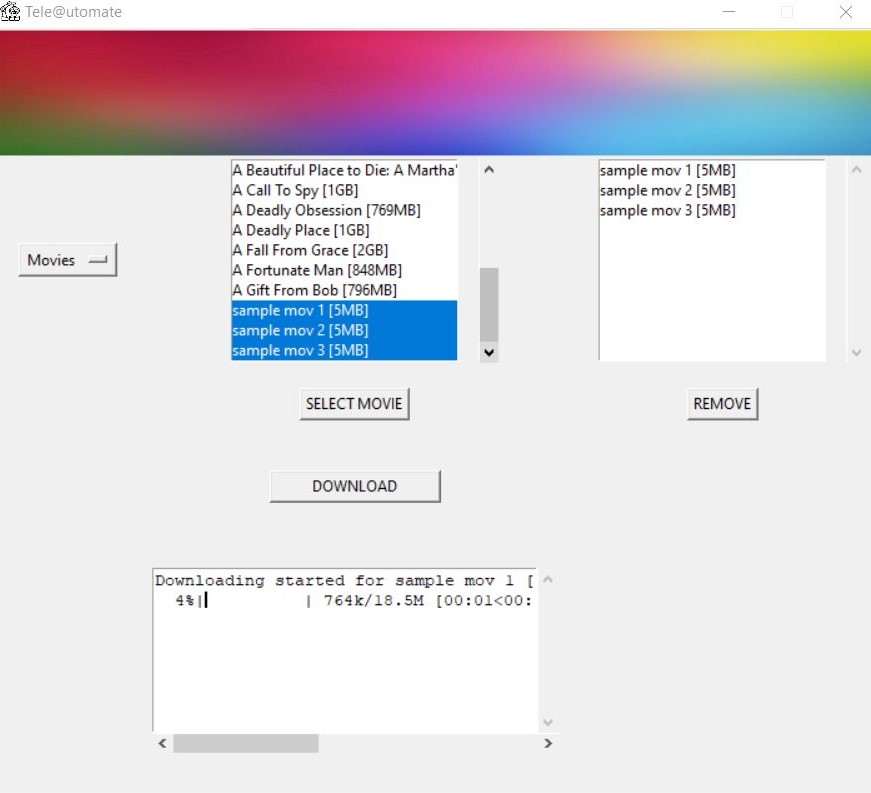 Tele@utomate
A Beautiful Place to Die: A Martha'
A Call To Spy [1GB]
A Deadly Obsession [769MB]
A Deadly Place [1GB]
A Fall From Grace [2GB]
A Fortunate Man [848MB]
A Gift From Bob [796MB]
sample mov 1 [5MB]
sample mov 2 [5MB]
sample mov 3 [5MB]
sample mov 1 [5MB]
sample mov 2 [5MB]
sample mov 3 [5MB]
Movies
SELECT MOVIE
REMOVE
DOWNLOAD
Downloading started for sample mov 1 [
4%| | 764k/18.5M [00:01<00: